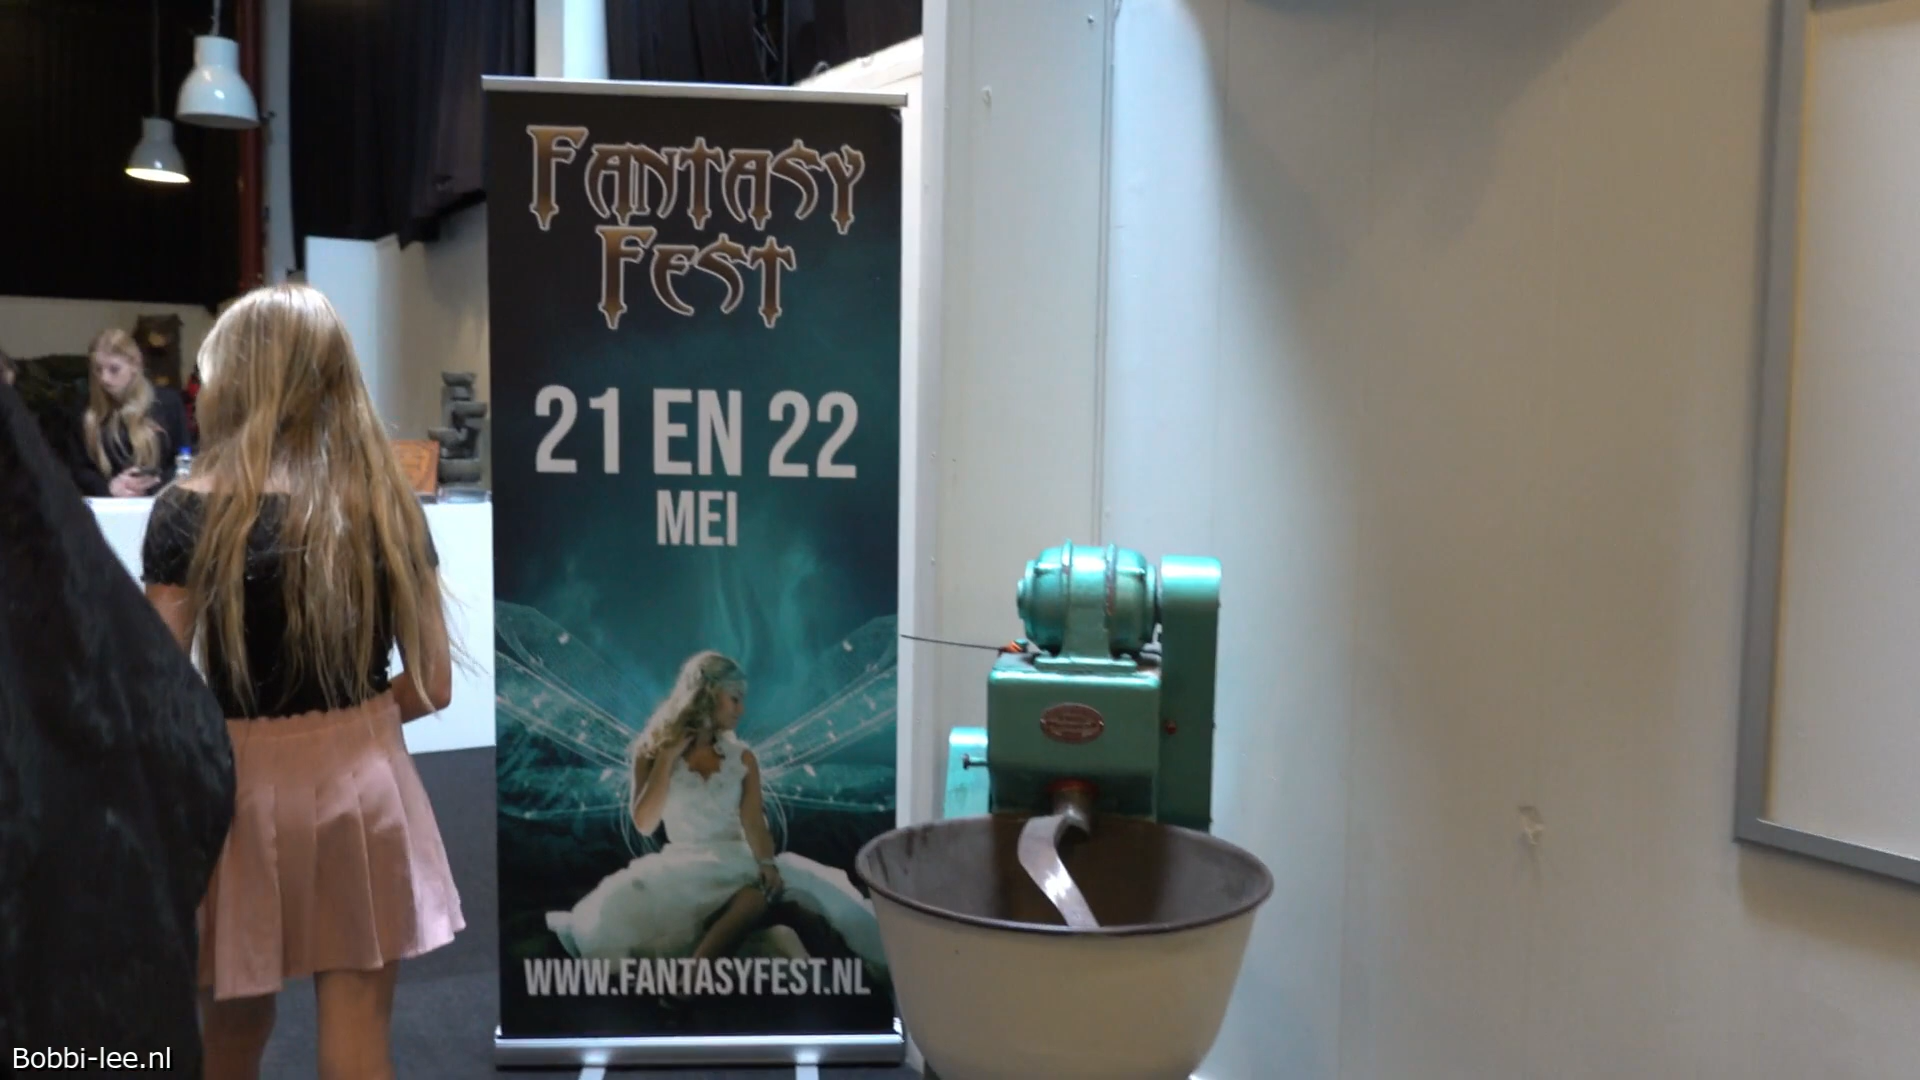 FANTASY
FEST
21 EN 22
MEI
WWW.FANTASYFEST.NL
Bobbi-lee.nl